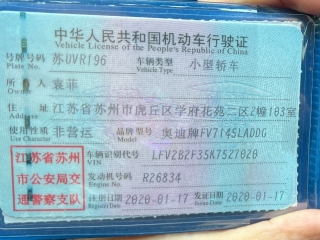 中华人民共和国机动车行驶证
Vehicle License of the People's Republic of China
号牌号码 苏UVR196 车辆类型 小型轿车
Plate No. Vehicle Type
所有人 袁菲
Owner
住址 江苏省苏州市虎丘区学府花苑二区2幢103室
Address
使用性质 非营运 品牌型号 奥迪牌FV7145LADDG
Use Character Model
江苏省苏州 车辆识别代号 LFV2B2F35K7527020
VIN
市公安局交 发动机号码 R26834
Engine No.
通警察支队 注册日期 2020-01-17 发证日期 2020-01-17
Register Date Issue Date